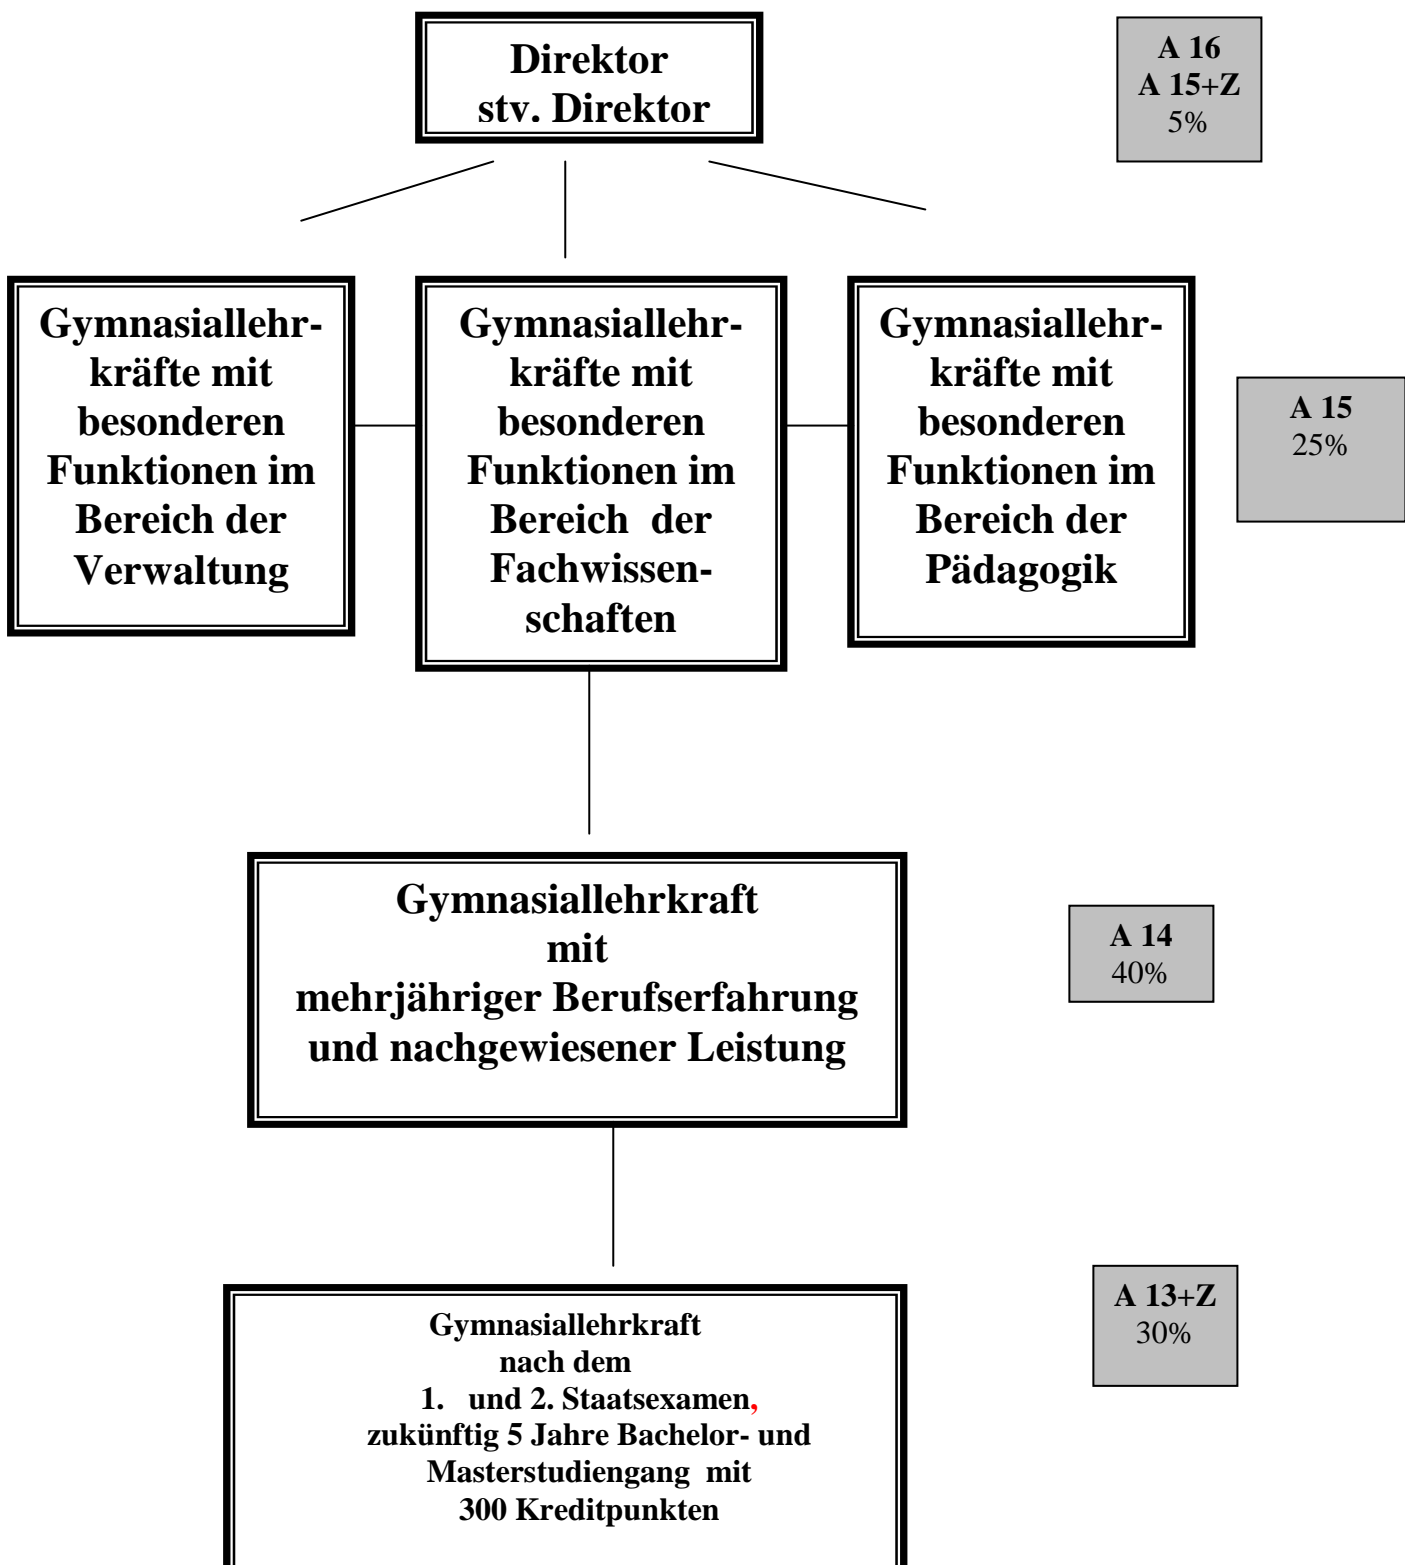 Direktor
stv. Direktor
A 16
A 15+Z
5%
Gymnasiallehr-
kräfte mit
besonderen
Funktionen im
Bereich der
Verwaltung
Gymnasiallehr-
kräfte mit
besonderen
Funktionen im
Bereich der
Fachwissen-
schaften
Gymnasiallehr-
kräfte mit
besonderen
Funktionen im
Bereich der
Pädagogik
A 15
25%
Gymnasiallehrkraft
mit
mehrjähriger Berufserfahrung
und nachgewiesener Leistung
A 14
40%
Gymnasiallehrkraft
nach dem
1. und 2. Staatsexamen,
zukünftig 5 Jahre Bachelor- und
Masterstudiengang mit
300 Kreditpunkten
A 13+Z
30%